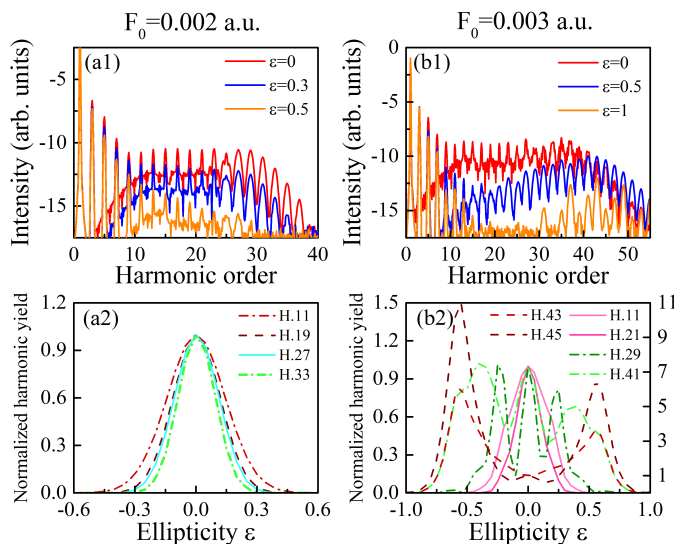 F0=0.002 a.u.
F0=0.003 a.u.
(a1)
ε=0
ε=0.3
ε=0.5
Intensity (arb. units)
-5
-10
-15
0 10 20 30 40
Harmonic order
(b1)
ε=0
ε=0.5
ε=1
Intensity (arb. units)
0
-5
-10
-15
0 10 20 30 40 50
Harmonic order
(a2)
H.11
H.19
H.27
H.33
Normalized harmonic yield
1.2
0.9
0.6
0.3
0.0
-0.6 -0.3 0.0 0.3 0.6
Ellipticity ε
(b2)
H.43 H.11
H.45 H.21
H.29
H.41
Normalized harmonic yield
1.5
1.2
0.9
0.6
0.3
0.0
11
9
7
5
3
1
-1.0 -0.5 0.0 0.5 1.0
Ellipticity ε